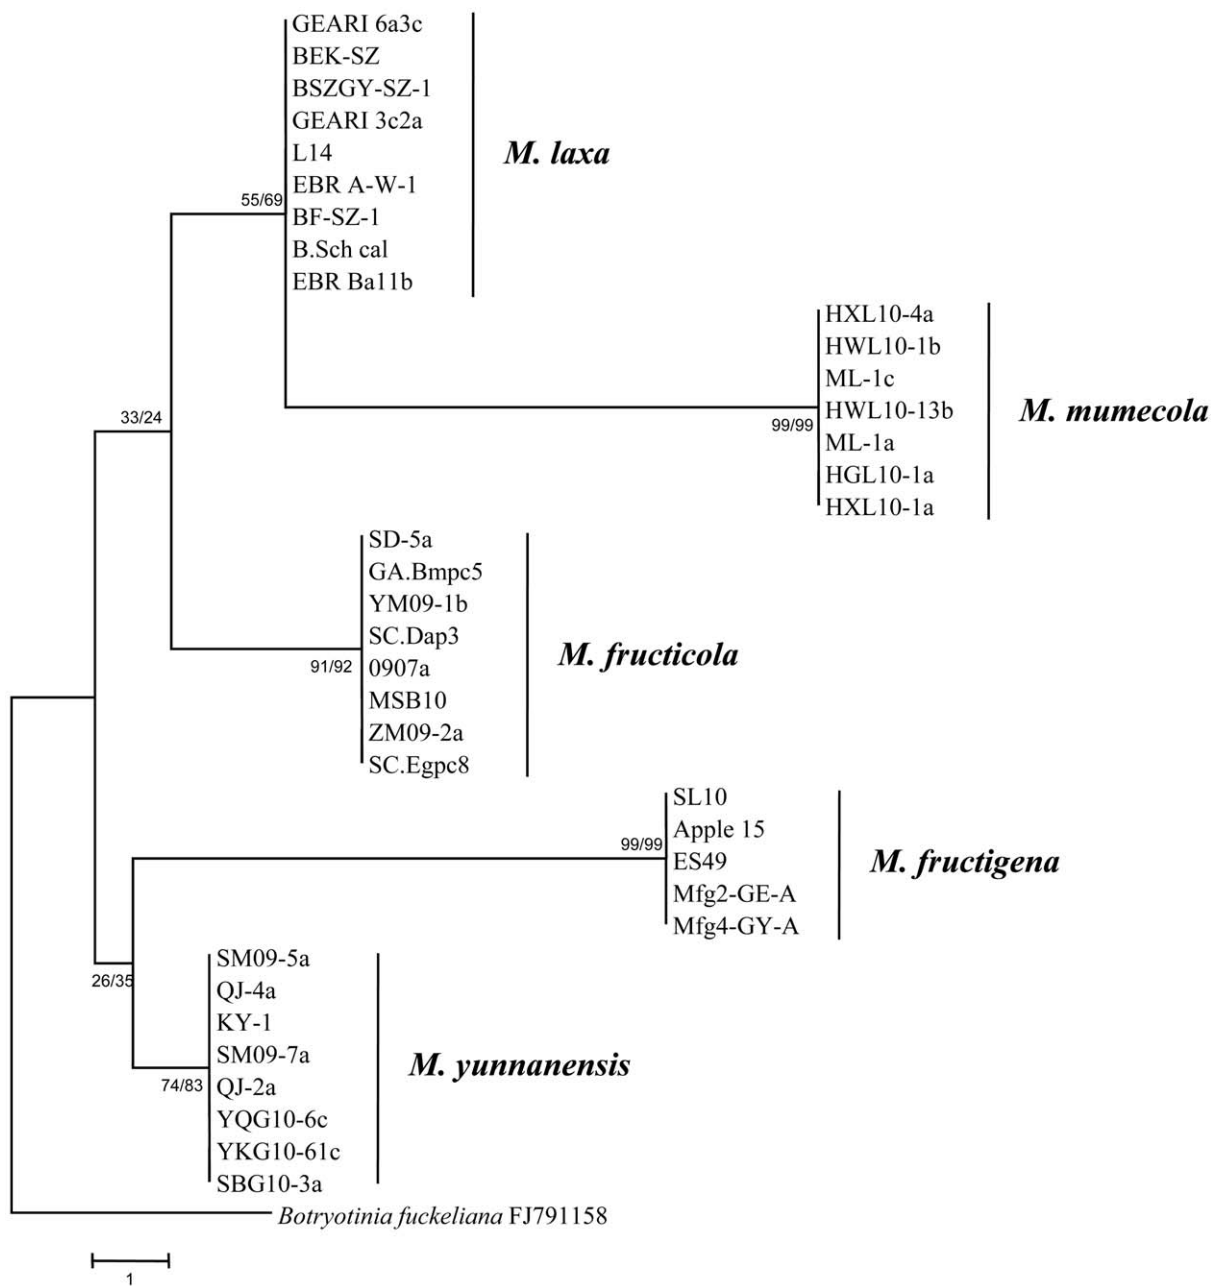 GEARI 6a3c
BEK-SZ
BSZGY-SZ-1
GEARI 3c2a
L14
EBR A-W-1
BF-SZ-1
B.Sch cal
EBR Ba11b
M. laxa
55/69
HXL10-4a
HWL10-1b
ML-1c
HWL10-13b
ML-1a
HGL10-1a
HXL10-1a
M. mumecola
99/99
33/24
SD-5a
GA.Bmpc5
YM09-1b
SC.Dap3
0907a
MSB10
ZM09-2a
SC.Egpc8
M. fructicola
91/92
SL10
Apple 15
ES49
Mfg2-GE-A
Mfg4-GY-A
M. fructigena
99/99
26/35
SM09-5a
QJ-4a
KY-1
SM09-7a
QJ-2a
YQG10-6c
YKG10-61c
SBG10-3a
M. yunnanensis
74/83
Botryotinia fuckeliana FJ791158
1